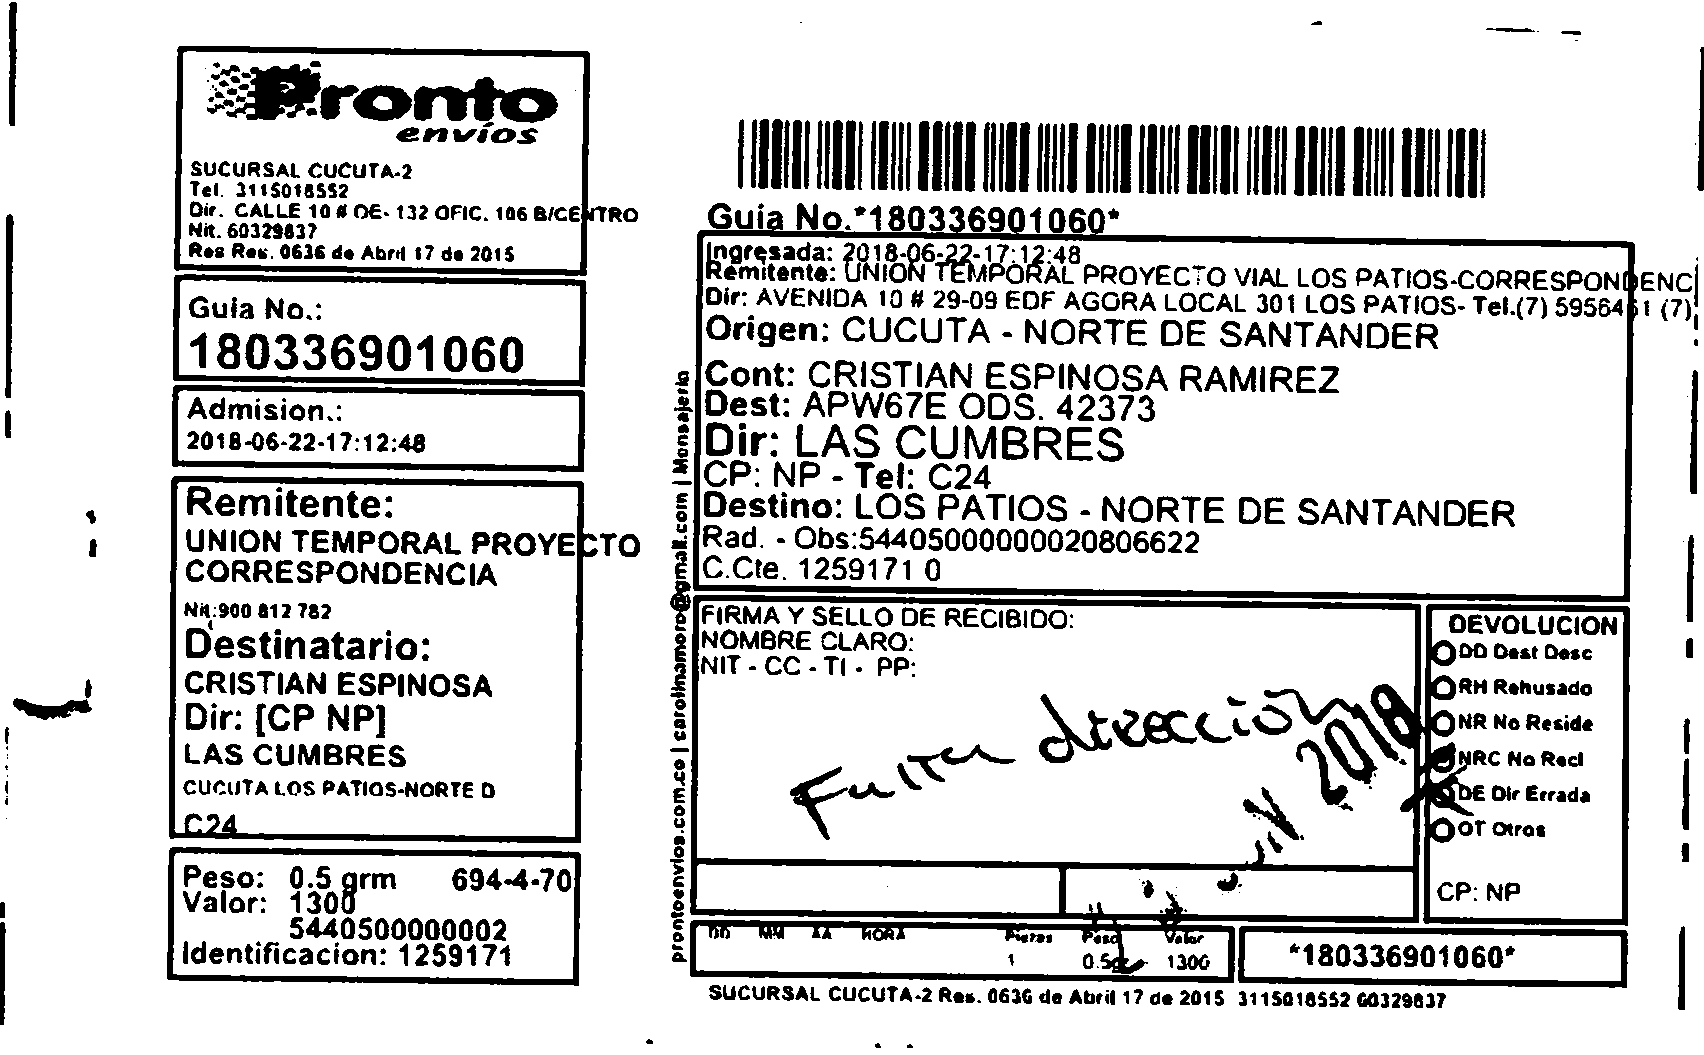 Pronto
envíos
SUCURSAL CUCUTA-2
Tel. 3115018552
Dir. CALLE 10 # OE- 132 OFIC. 106 B/CENTRO
Nit. 60329837
Res Res. 0636 de Abril 17 de 2015
Guia No.:
180336901060
Admision.:
2018-06-22-17:12:48
Remitente:
UNION TEMPORAL PROYECTO
CORRESPONDENCIA
Nit:900 812 782
Destinatario:
CRISTIAN ESPINOSA
Dir: [CP NP]
LAS CUMBRES
CUCUTA LOS PATIOS-NORTE D
C24
Peso: 0.5 grm 694-4-70
Valor: 1300
5440500000002
Identificacion: 1259171
prontoenvios.com.co | carolinamoro@gmail.com | Mensajeria
Guia No.*180336901060*
Ingresada: 2018-06-22-17:12:48
Remitente: UNION TEMPORAL PROYECTO VIAL LOS PATIOS-CORRESPONDENC
Dir: AVENIDA 10 # 29-09 EDF AGORA LOCAL 301 LOS PATIOS- Tel.(7) 5956461 (7)
Origen: CUCUTA - NORTE DE SANTANDER
Cont: CRISTIAN ESPINOSA RAMIREZ
Dest: APW67E ODS. 42373
Dir: LAS CUMBRES
CP: NP - Tel: C24
Destino: LOS PATIOS - NORTE DE SANTANDER
Rad. - Obs:54405000000020806622
C.Cte. 1259171 0
FIRMA Y SELLO DE RECIBIDO:
NOMBRE CLARO:
NIT - CC - TI - PP:
Falta dirección
2018
DEVOLUCION
DD Dest Desc
RH Rehusado
NR No Reside
NRC No Recl
DE Dir Errada
OT Otros
CP: NP
DD MM AA HORA Piezas Peso Valor
1 0.5 1300
*180336901060*
SUCURSAL CUCUTA-2 Res. 0636 de Abril 17 de 2015 3115018552 60329837